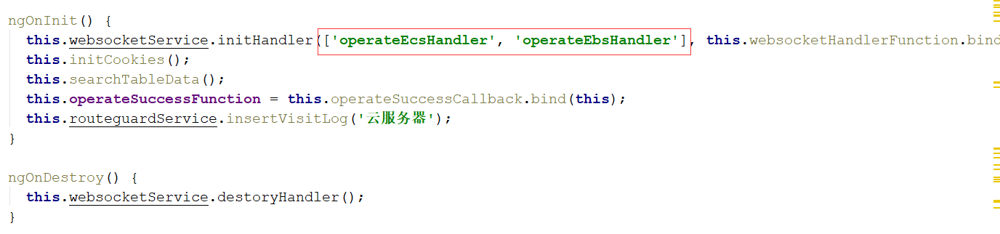 ngOnInit() {
this.websocketService.initHandler(['operateEcsHandler', 'operateEbsHandler'], this.websocketHandlerFunction.bind
this.initCookies();
this.searchTableData();
this.operateSuccessFunction = this.operateSuccessCallback.bind(this);
this.routeguardService.insertVisitLog('云服务器');
}
ngOnDestroy() {
this.websocketService.destoryHandler();
}